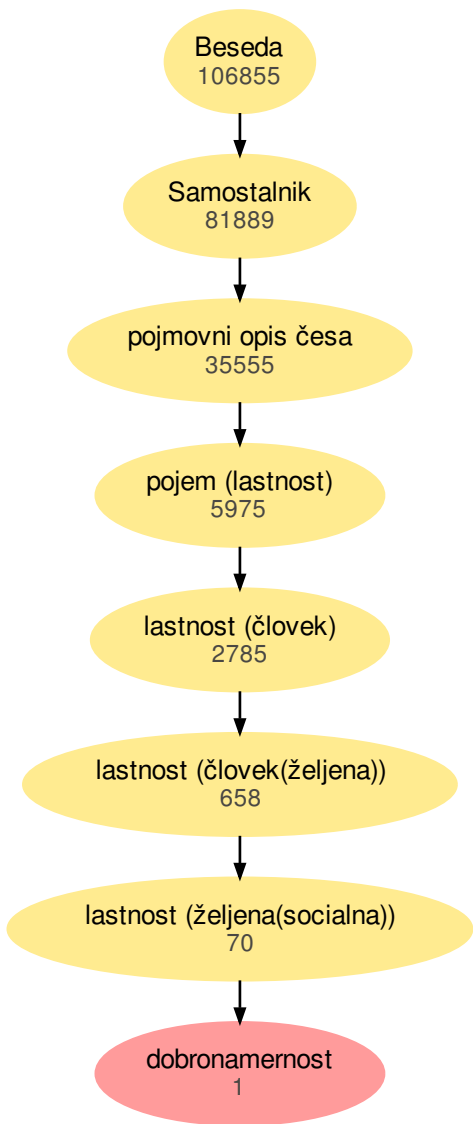 Beseda
106855
Samostalnik
81889
pojmovni opis česa
35555
pojem (lastnost)
5975
lastnost (človek)
2785
lastnost (človek(željena))
658
lastnost (željena(socialna))
70
dobronamernost
1